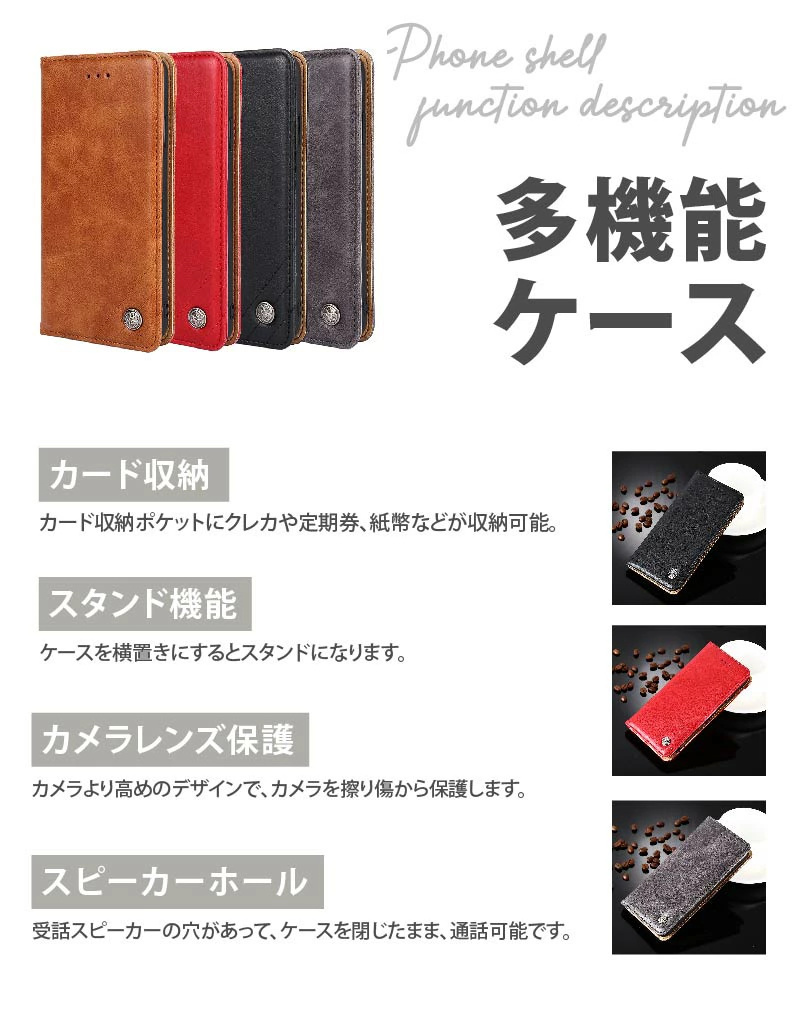 Phone shell
junction description
多機能
ケース
カード収納
カード収納ポケットにクレカや定期券、紙幣などが収納可能。
スタンド機能
ケースを横置きにするとスタンドになります。
カメラレンズ保護
カメラより高めのデザインで、カメラを擦り傷から保護します。
スピーカーホール
受話スピーカーの穴があって、ケースを閉じたまま、通話可能です。